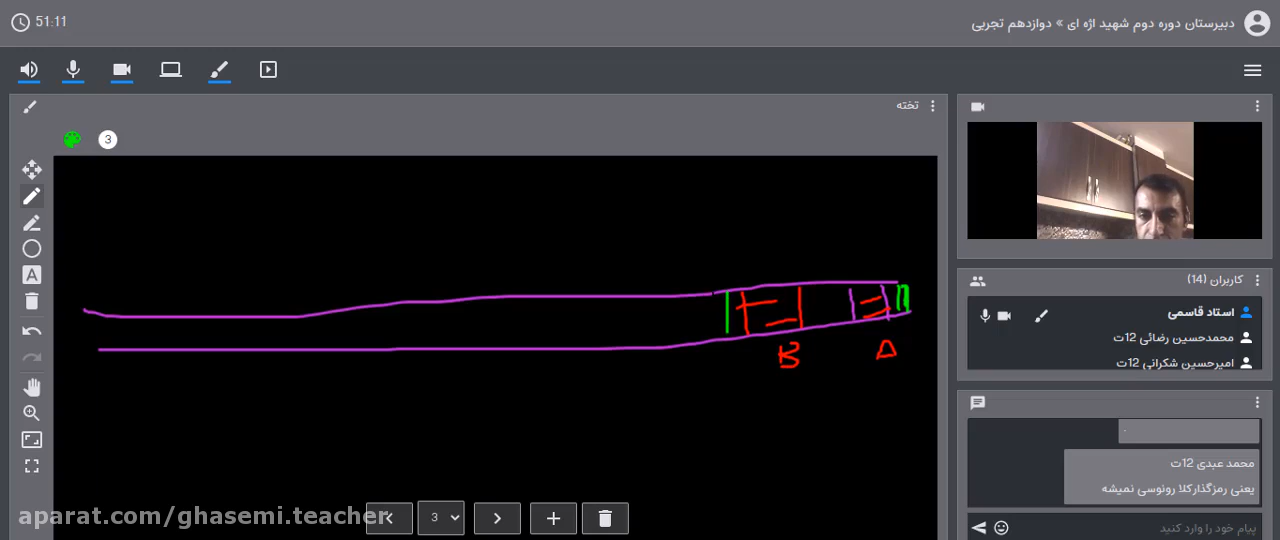 51:11
دبیرستان دوره دوم شهید اژه ای » دوازدهم تجربی
تخته
3
B
A
کاربران (14)
استاد قاسمی
محمدحسین رضائی 12ت
امیرحسین شکرانی 12ت
.
محمد عبدی 12ت
یعنی رمزگذارکلا رونوسی نمیشه
پیام خود را وارد کنید
3
aparat.com/ghasemi.teacher